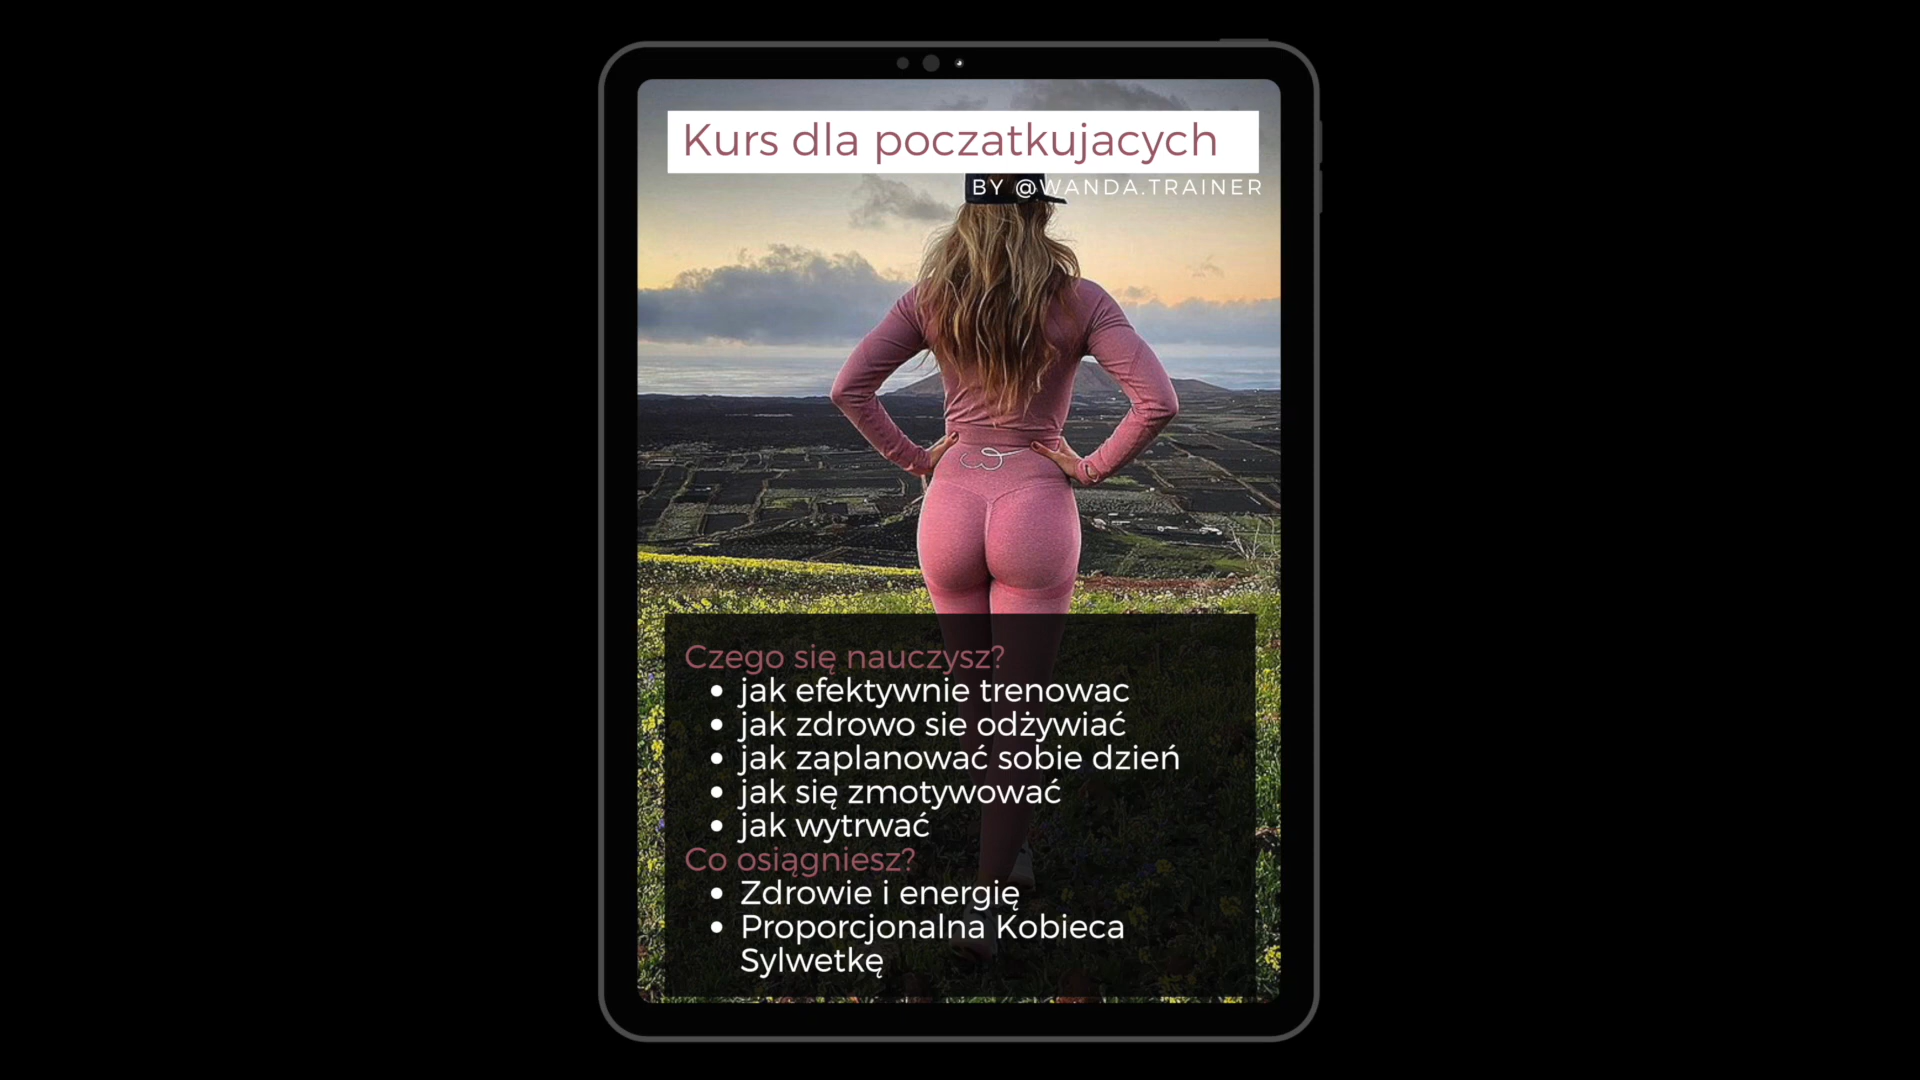 Kurs dla poczatkujacych
BY @WANDA.TRAINER
Czego się nauczysz?
jak efektywnie trenowac
jak zdrowo sie odżywiać
jak zaplanować sobie dzień
jak się zmotywować
jak wytrwać
Co osiągniesz?
Zdrowie i energię
Proporcjonalna Kobieca
Sylwetkę